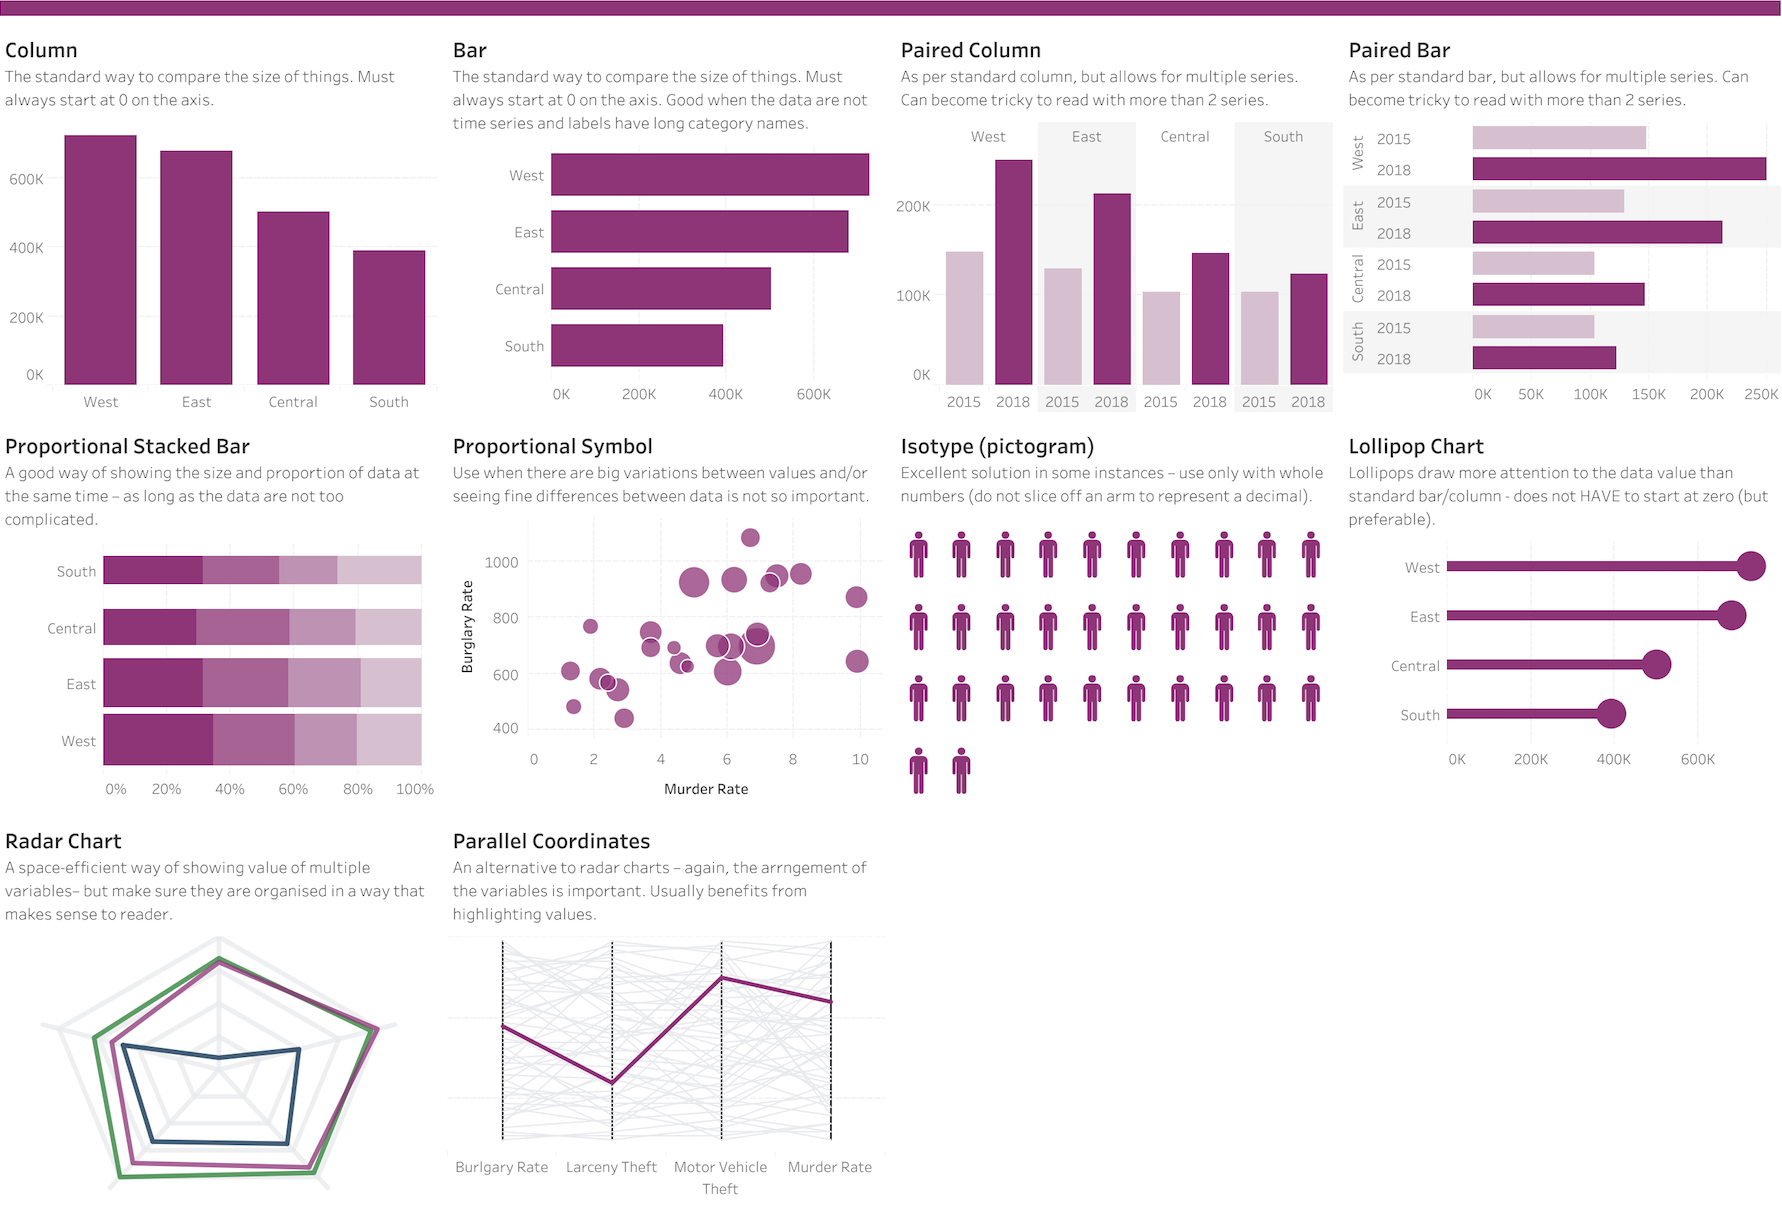 Column
The standard way to compare the size of things. Must
always start at 0 on the axis.
600K
400K
200K
0K
West East Central South
Bar
The standard way to compare the size of things. Must
always start at 0 on the axis. Good when the data are not
time series and labels have long category names.
West
East
Central
South
0K 200K 400K 600K
Paired Column
As per standard column, but allows for multiple series.
Can become tricky to read with more than 2 series.
West East Central South
200K
100K
0K
2015 2018 2015 2018 2015 2018 2015 2018
Paired Bar
As per standard bar, but allows for multiple series. Can
become tricky to read with more than 2 series.
West
2015
2018
East
2015
2018
Central
2015
2018
South
2015
2018
0K 50K 100K 150K 200K 250K
Proportional Stacked Bar
A good way of showing the size and proportion of data at
the same time – as long as the data are not too
complicated.
South
Central
East
West
0% 20% 40% 60% 80% 100%
Proportional Symbol
Use when there are big variations between values and/or
seeing fine differences between data is not so important.
Burglary Rate
1000
800
600
400
0 2 4 6 8 10
Murder Rate
Isotype (pictogram)
Excellent solution in some instances – use only with whole
numbers (do not slice off an arm to represent a decimal).
Lollipop Chart
Lollipops draw more attention to the data value than
standard bar/column - does not HAVE to start at zero (but
preferable).
West
East
Central
South
0K 200K 400K 600K
Radar Chart
A space-efficient way of showing value of multiple
variables– but make sure they are organised in a way that
makes sense to reader.
Parallel Coordinates
An alternative to radar charts – again, the arrngement of
the variables is important. Usually benefits from
highlighting values.
Burlgary Rate Larceny Theft Motor Vehicle Murder Rate
Theft